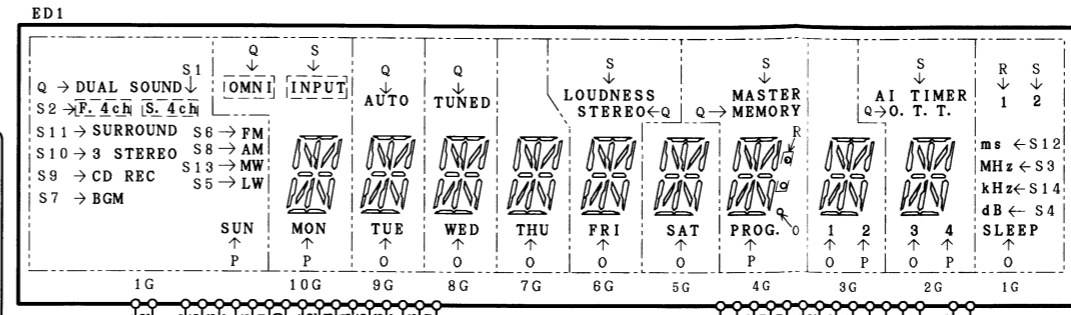 ED1
Q → DUAL SOUND S1 ↓
S2 → F. 4ch S. 4ch
S11 → SURROUND
S10 → 3 STEREO
S9 → CD REC
S7 → BGM
S6 → FM
S8 → AM
S13 → MW
S5 → LW
Q S
↓ ↓
OMNI INPUT
Q
↓
AUTO
Q
↓
TUNED
S
↓
LOUDNESS
STEREO ← Q
S
↓
MASTER
Q → MEMORY
R
S
↓
AI TIMER
Q → O. T. T.
R S
↓ ↓
1 2
ms ← S12
MHz ← S3
kHz ← S14
dB ← S4
SUN MON TUE WED THU FRI SAT PROG. O 1 2 3 4 SLEEP
↑ ↑ ↑ ↑ ↑ ↑ ↑ ↑ ↑ ↑ ↑ ↑ ↑
P P O O O O O P O P O P O
1G 10G 9G 8G 7G 6G 5G 4G 3G 2G 1G